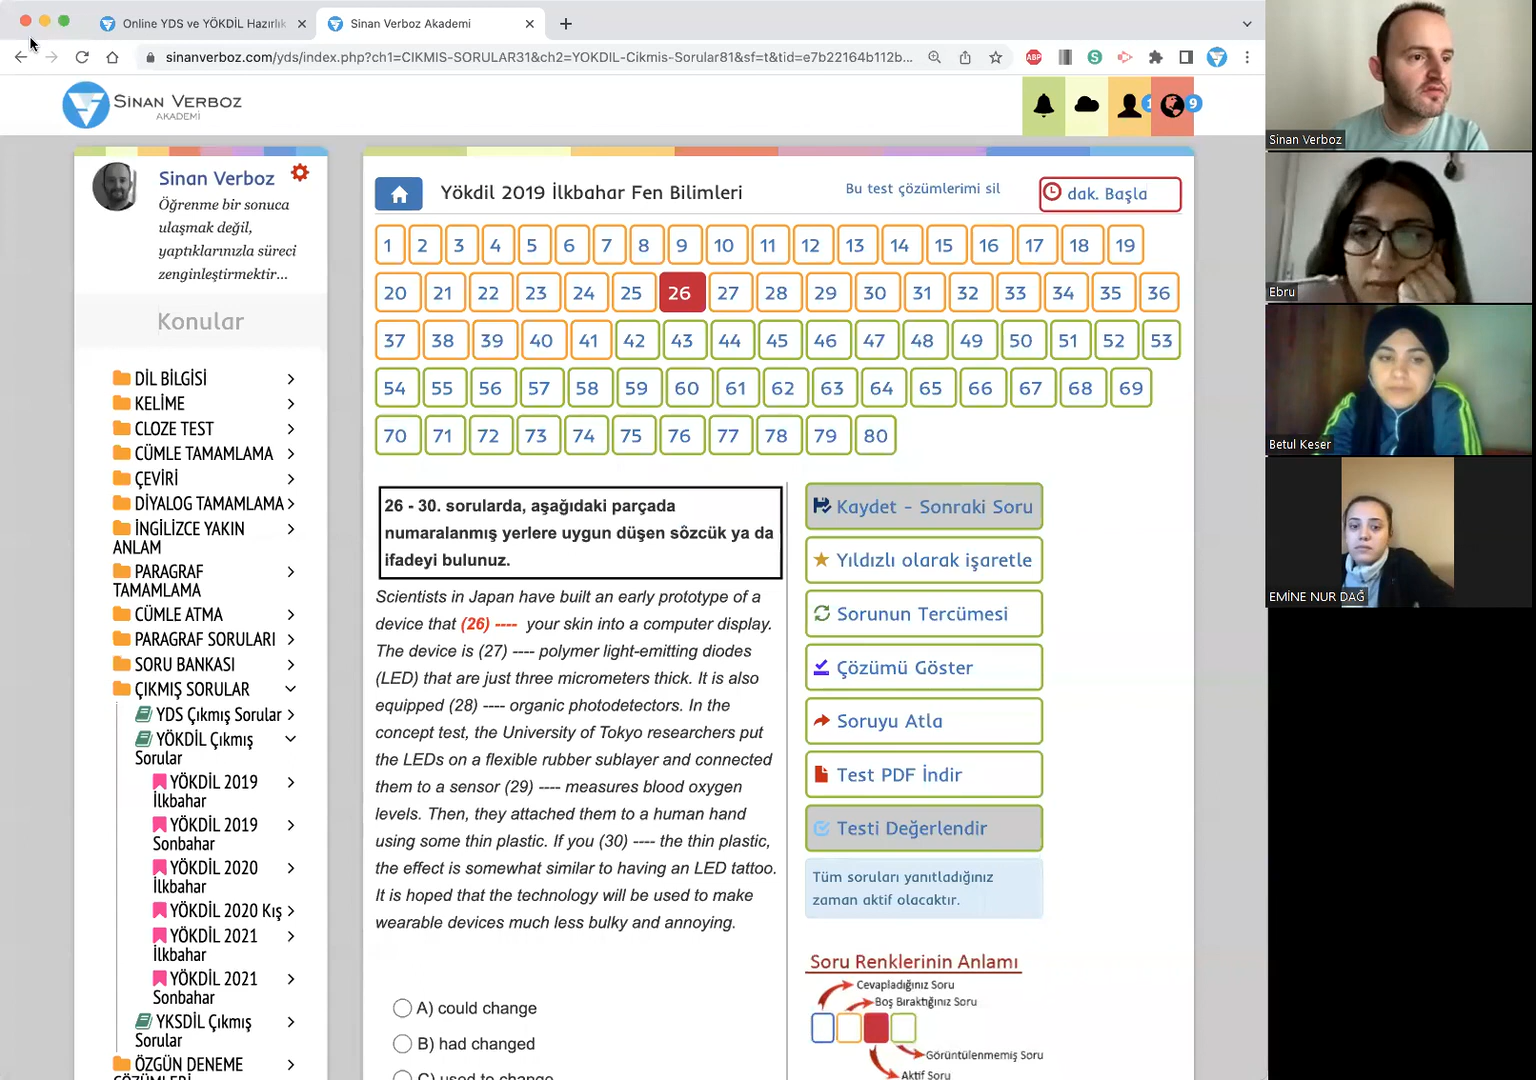 Online YDS ve YÖKDİL Hazırlık
Sinan Verboz Akademi
sinanverboz.com/yds/index.php?ch1=CIKMIS-SORULAR31&ch2=YOKDIL-Cikmis-Sorular81&sf=t&tid=e7b22164b112b...
ABP
S
SİNAN VERBOZ
AKADEMİ
1
9
Sinan Verboz
Öğrenme bir sonuca
ulaşmak değil,
yaptıklarınızla süreci
zenginleştirmektir...
Konular
DİL BİLGİSİ
KELİME
CLOZE TEST
CÜMLE TAMAMLAMA
ÇEVİRİ
DİYALOG TAMAMLAMA
İNGİLİZCE YAKIN
ANLAM
PARAGRAF
TAMAMLAMA
CÜMLE ATMA
PARAGRAF SORULARI
SORU BANKASI
ÇIKMIŞ SORULAR
YDS Çıkmış Sorular
YÖKDİL Çıkmış
Sorular
YÖKDİL 2019
İlkbahar
YÖKDİL 2019
Sonbahar
YÖKDİL 2020
İlkbahar
YÖKDİL 2020 Kış
YÖKDİL 2021
İlkbahar
YÖKDİL 2021
Sonbahar
YKSDİL Çıkmış
Sorular
ÖZGÜN DENEME
ÇÖZÜMLERİ
Yökdil 2019 İlkbahar Fen Bilimleri
Bu test çözümlerimi sil
dak. Başla
1 2 3 4 5 6 7 8 9 10 11 12 13 14 15 16 17 18 19
20 21 22 23 24 25 26 27 28 29 30 31 32 33 34 35 36
37 38 39 40 41 42 43 44 45 46 47 48 49 50 51 52 53
54 55 56 57 58 59 60 61 62 63 64 65 66 67 68 69
70 71 72 73 74 75 76 77 78 79 80
26 - 30. sorularda, aşağıdaki parçada
numaralanmış yerlere uygun düşen sözcük ya da
ifadeyi bulunuz.
Scientists in Japan have built an early prototype of a
device that (26) ---- your skin into a computer display.
The device is (27) ---- polymer light-emitting diodes
(LED) that are just three micrometers thick. It is also
equipped (28) ---- organic photodetectors. In the
concept test, the University of Tokyo researchers put
the LEDs on a flexible rubber sublayer and connected
them to a sensor (29) ---- measures blood oxygen
levels. Then, they attached them to a human hand
using some thin plastic. If you (30) ---- the thin plastic,
the effect is somewhat similar to having an LED tattoo.
It is hoped that the technology will be used to make
wearable devices much less bulky and annoying.
A) could change
B) had changed
C) used to change
Kaydet - Sonraki Soru
Yıldızlı olarak işaretle
Sorunun Tercümesi
Çözümü Göster
Soruyu Atla
Test PDF İndir
Testi Değerlendir
Tüm soruları yanıtladığınız
zaman aktif olacaktır.
Soru Renklerinin Anlamı
Cevapladığınız Soru
Boş Bıraktığınız Soru
Görüntülenmemiş Soru
Aktif Soru
Sinan Verboz
Ebru
Betul Keser
EMİNE NUR DAĞ